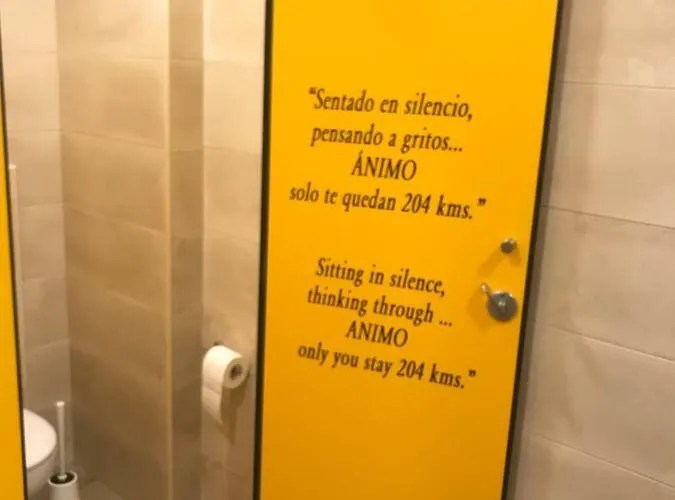 “Sentado en silencio,
pensando a gritos...
ÁNIMO
solo te quedan 204 kms.”
Sitting in silence,
thinking through ...
ANIMO
only you stay 204 kms.”